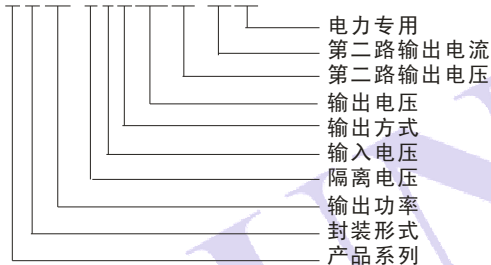 电力专用
第二路输出电流
第二路输出电压
输出电压
输出方式
输入电压
隔离电压
输出功率
封装形式
产品系列